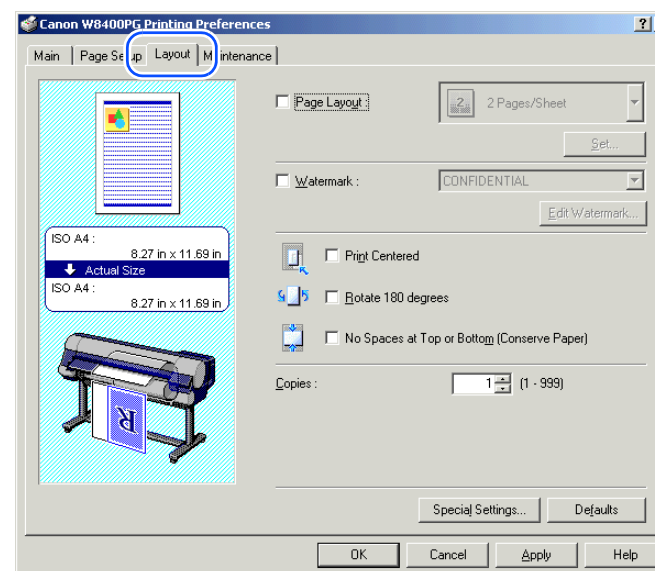 Canon W8400PG Printing Preferences
Main Page Setup Layout Maintenance
Page Layout :
2 2 Pages/Sheet
Set...
Watermark : CONFIDENTIAL
Edit Watermark...
ISO A4 :
8.27 in x 11.69 in
Actual Size
ISO A4 :
8.27 in x 11.69 in
Print Centered
Rotate 180 degrees
No Spaces at Top or Bottom (Conserve Paper)
Copies : 1 (1 - 999)
R
Special Settings... Defaults
OK Cancel Apply Help